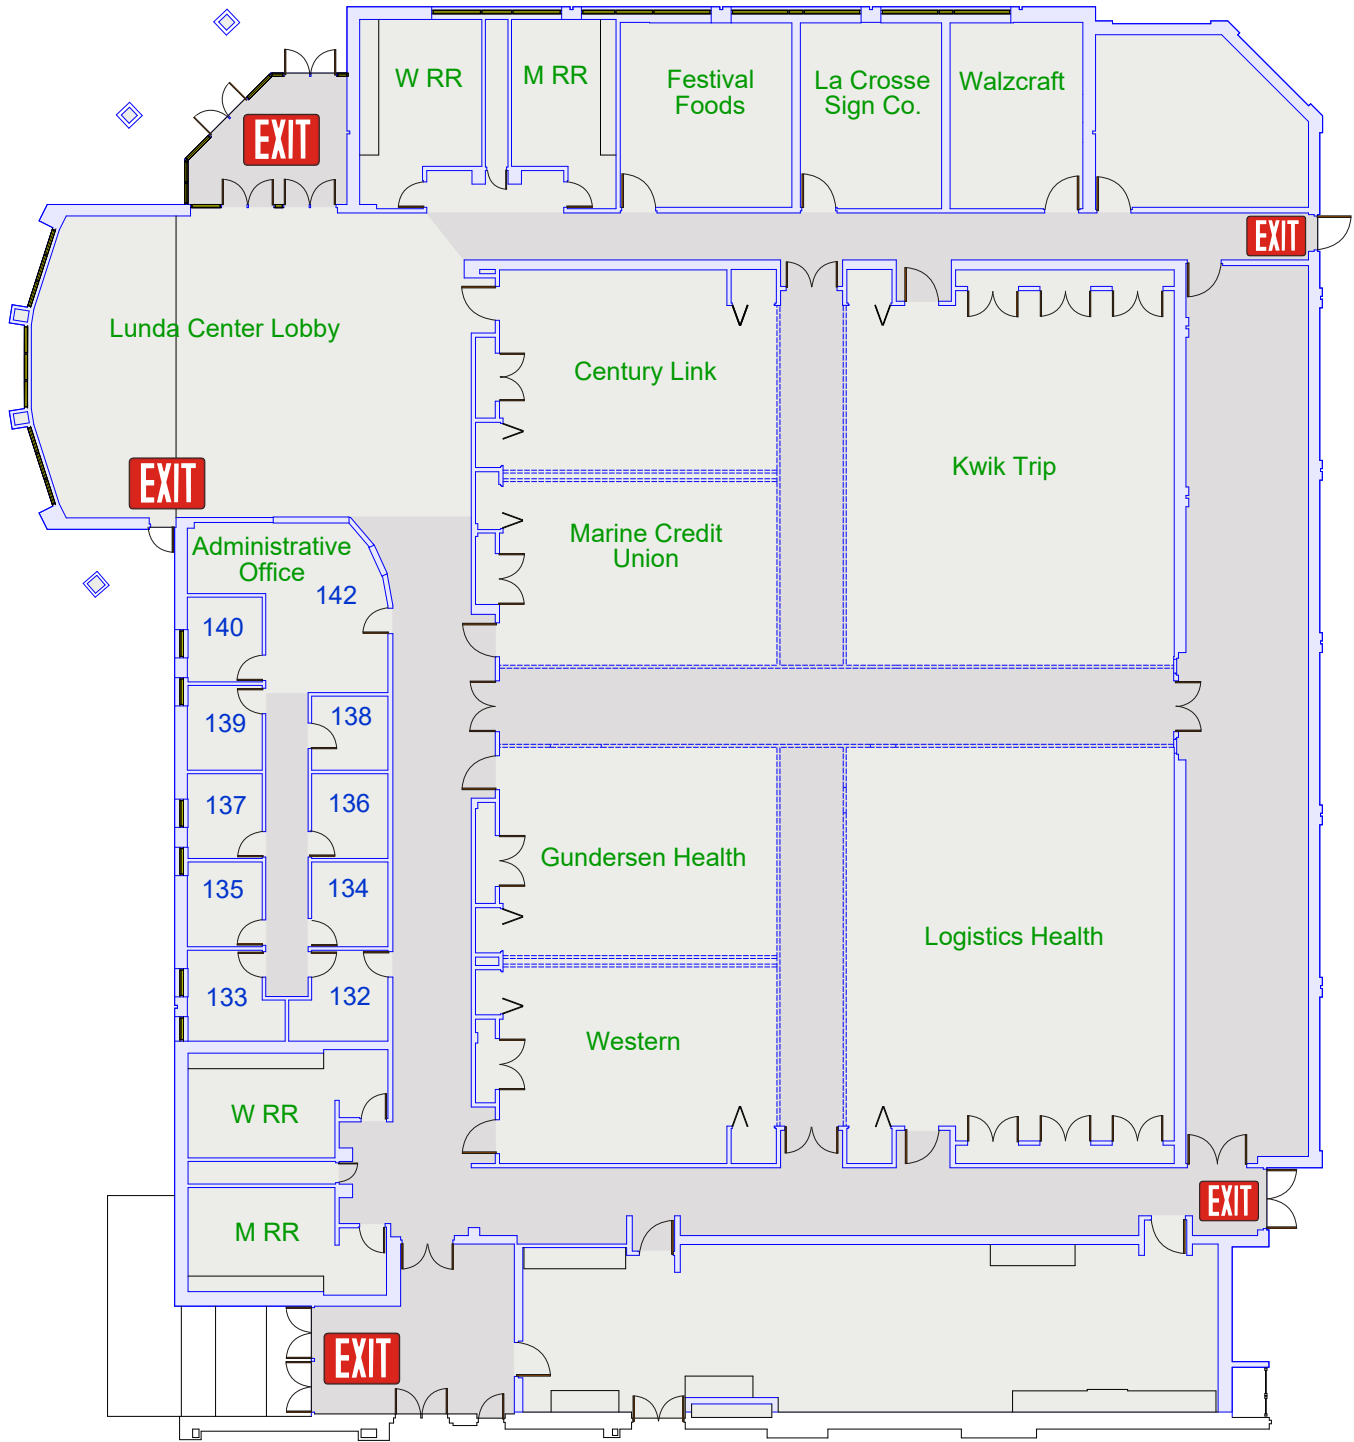 W RR
M RR
Festival
Foods
La Crosse
Sign Co.
Walzcraft
EXIT
EXIT
Lunda Center Lobby
Century Link
Kwik Trip
EXIT
Marine Credit
Union
Administrative
Office
142
140
139
138
137
136
Gundersen Health
135
134
Logistics Health
133
132
Western
W RR
M RR
EXIT
EXIT